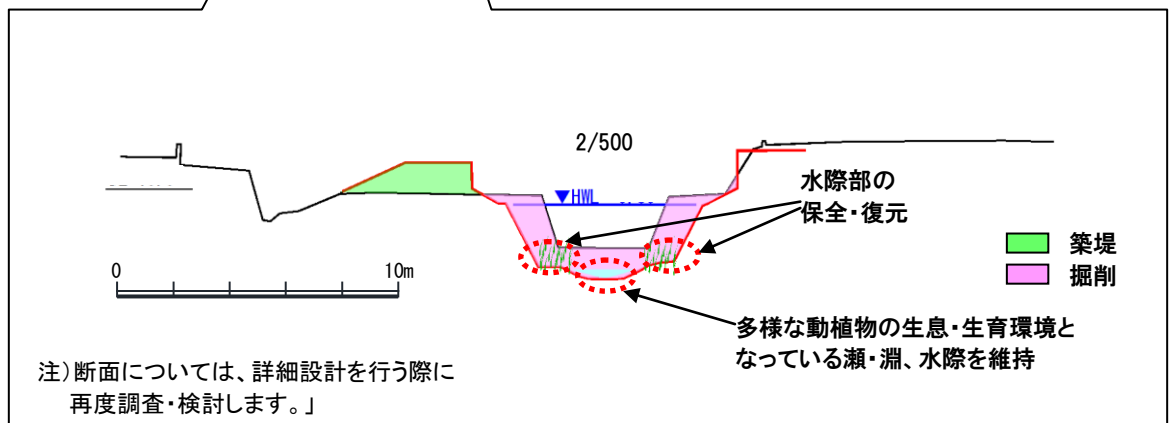 2/500
HWL
水際部の
保全・復元
築堤
掘削
0
10m
多様な動植物の生息・生育環境と
なっている瀬・淵、水際を維持
注)断面については、詳細設計を行う際に
再度調査・検討します。」